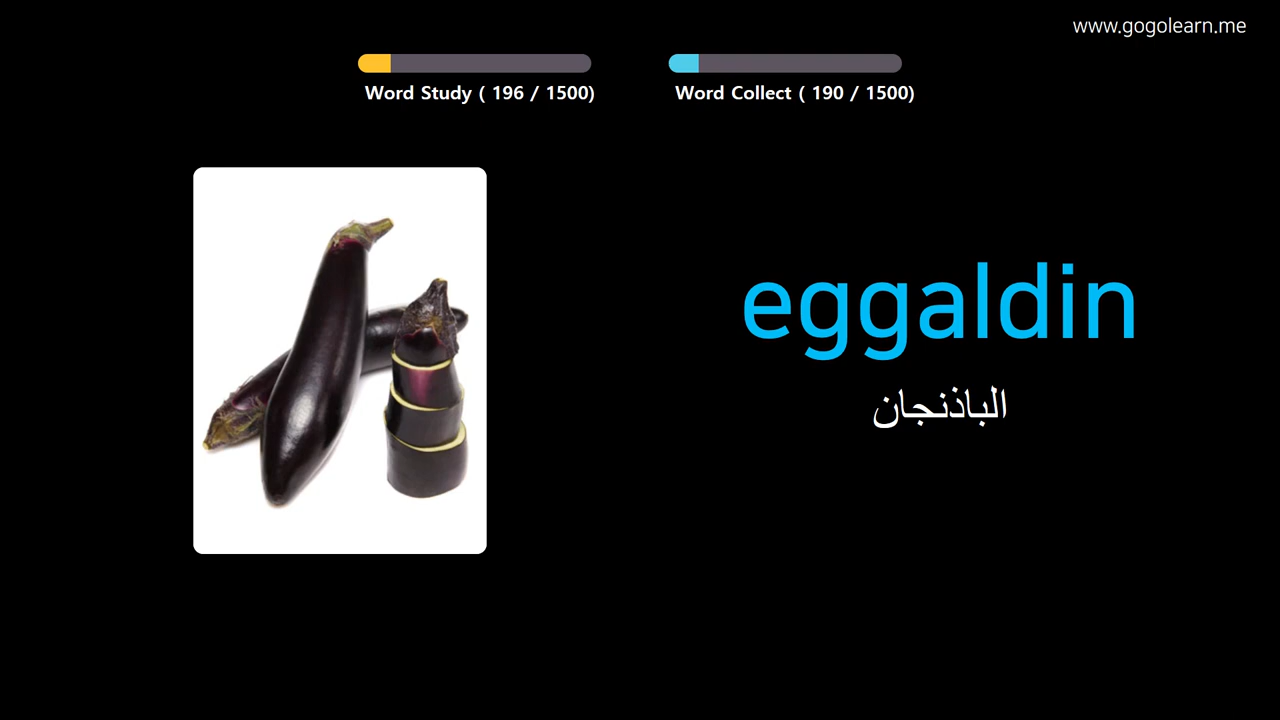 www.gogolearn.me
Word Study ( 196 / 1500)
Word Collect ( 190 / 1500)
eggaldin
الباذنجان